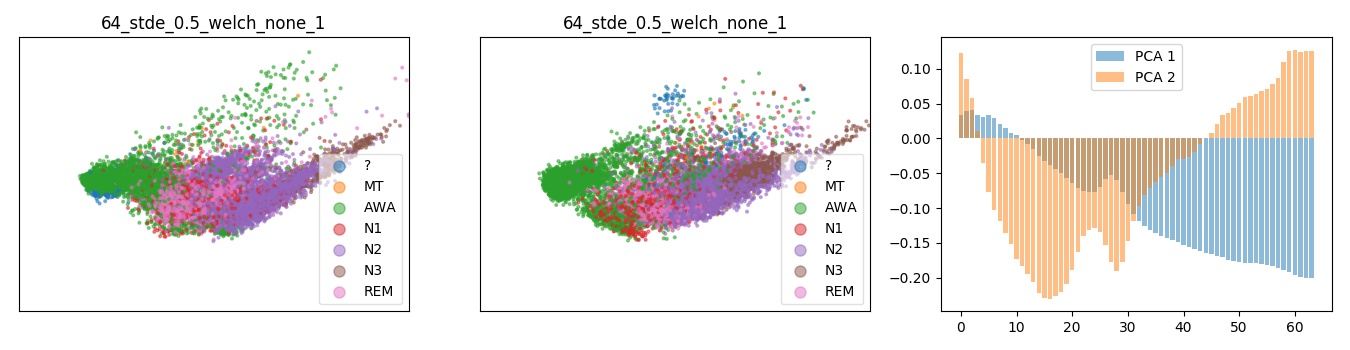 64_stde_0.5_welch_none_1
?
MT
AWA
N1
N2
N3
REM
64_stde_0.5_welch_none_1
?
MT
AWA
N1
N2
N3
REM
PCA 1
PCA 2
0.10
0.05
0.00
−0.05
−0.10
−0.15
−0.20
0 10 20 30 40 50 60